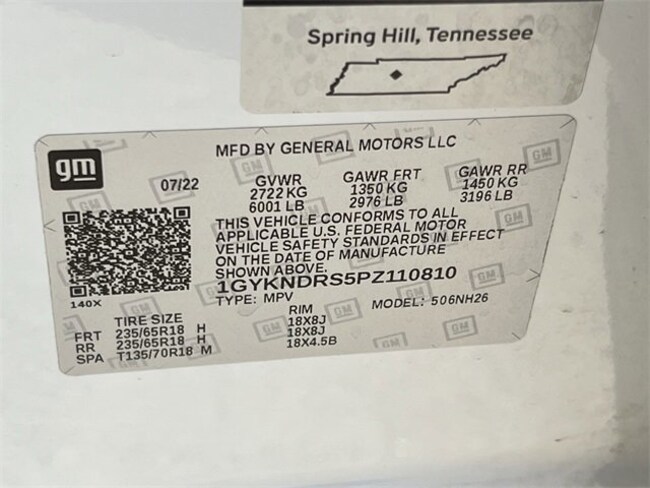 Spring Hill, Tennessee
gm
MFD BY GENERAL MOTORS LLC
07/22
GVWR GAWR FRT GAWR RR
2722 KG 1350 KG 1450 KG
6001 LB 2976 LB 3196 LB
THIS VEHICLE CONFORMS TO ALL
APPLICABLE U.S. FEDERAL MOTOR
VEHICLE SAFETY STANDARDS IN EFFECT
ON THE DATE OF MANUFACTURE
SHOWN ABOVE.
1GYKNDRS5PZ110810
140X
TYPE: MPV MODEL: 506NH26
TIRE SIZE RIM
FRT 235/65R18 H 18X8J
RR 235/65R18 H 18X8J
SPA T135/70R18 M 18X4.5B